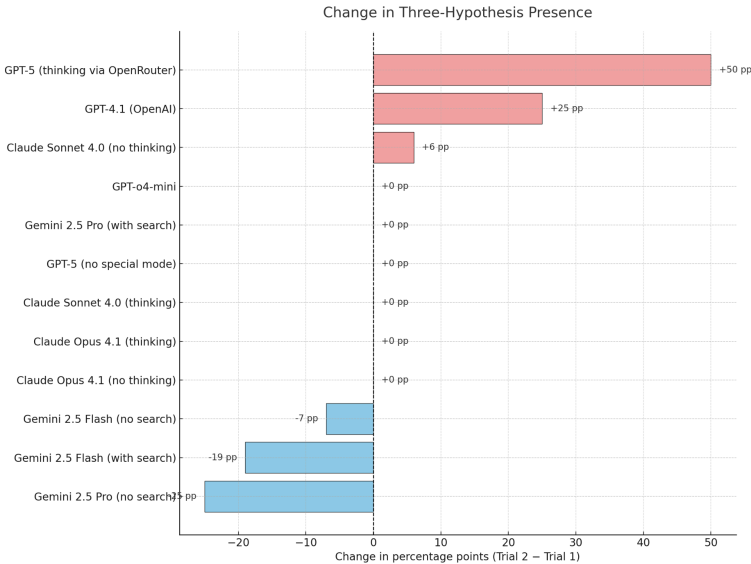 Change in Three-Hypothesis Presence
GPT-5 (thinking via OpenRouter)
+50 pp
GPT-4.1 (OpenAI)
+25 pp
Claude Sonnet 4.0 (no thinking)
+6 pp
GPT-o4-mini
+0 pp
Gemini 2.5 Pro (with search)
+0 pp
GPT-5 (no special mode)
+0 pp
Claude Sonnet 4.0 (thinking)
+0 pp
Claude Opus 4.1 (thinking)
+0 pp
Claude Opus 4.1 (no thinking)
+0 pp
Gemini 2.5 Flash (no search)
-7 pp
Gemini 2.5 Flash (with search)
-19 pp
Gemini 2.5 Pro (no search)
-25 pp
−20 −10 0 10 20 30 40 50
Change in percentage points (Trial 2 − Trial 1)